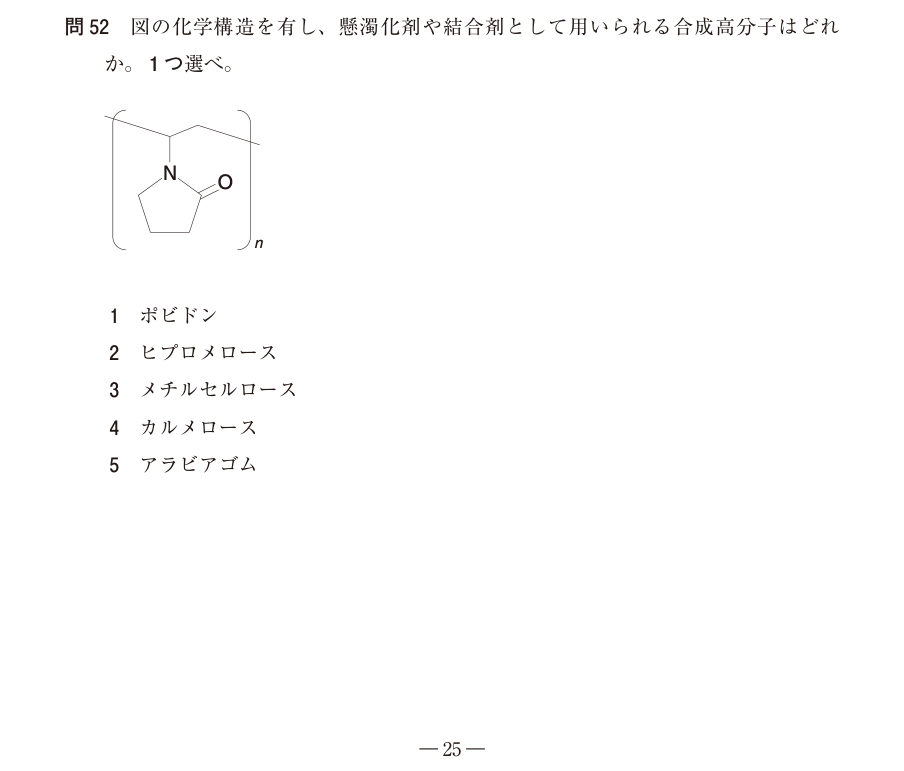 問 52 図の化学構造を有し、懸濁化剤や結合剤として用いられる合成高分子はどれ
か。1つ選べ。
N
O
n
1 ポビドン
2 ヒプロメロース
3 メチルセルロース
4 カルメロース
5 アラビアゴム
― 25 ―